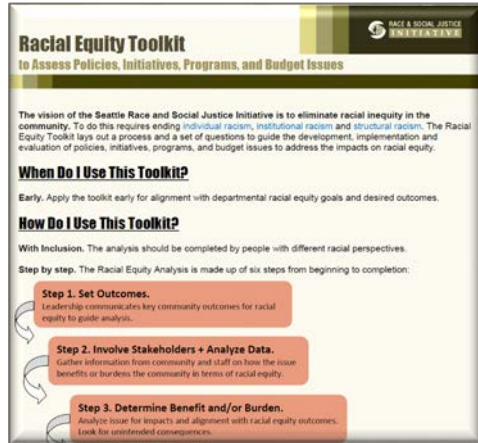 RACE & SOCIAL JUSTICE
INITIATIVE
Racial Equity Toolkit
to Assess Policies, Initiatives, Programs, and Budget Issues
The vision of the Seattle Race and Social Justice Initiative is to eliminate racial inequity in the
community. To do this requires ending individual racism, institutional racism and structural racism. The Racial
Equity Toolkit lays out a process and a set of questions to guide the development, implementation and
evaluation of policies, initiatives, programs, and budget issues to address the impacts on racial equity.
When Do I Use This Toolkit?
Early. Apply the toolkit early for alignment with departmental racial equity goals and desired outcomes.
How Do I Use This Toolkit?
With Inclusion. The analysis should be completed by people with different racial perspectives.
Step by step. The Racial Equity Analysis is made up of six steps from beginning to completion:
Step 1. Set Outcomes.
Leadership communicates key community outcomes for racial
equity to guide analysis.
Step 2. Involve Stakeholders + Analyze Data.
Gather information from community and staff on how the issue
benefits or burdens the community in terms of racial equity.
Step 3. Determine Benefit and/or Burden.
Analyze issue for impacts and alignment with racial equity outcomes.
Look for unintended consequences.